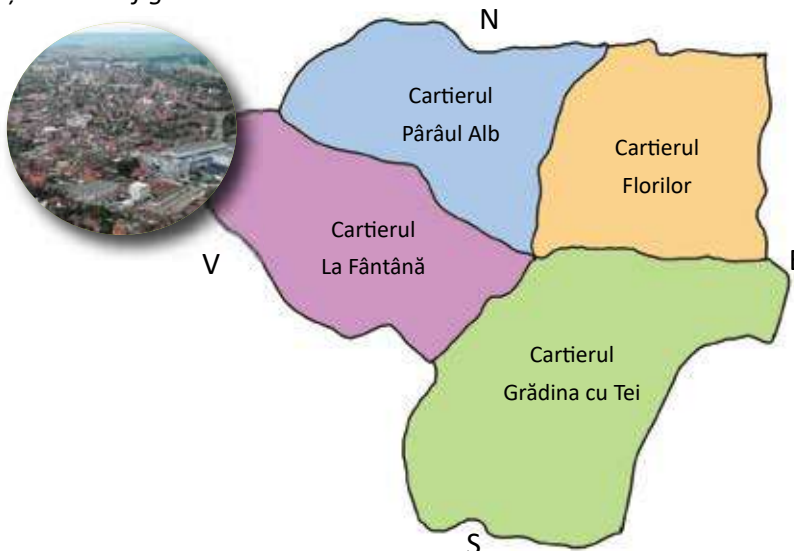 N
Cartierul
Pârâul Alb
Cartierul
Florilor
Cartierul
La Fântână
V
E
Cartierul
Grădina cu Tei
S